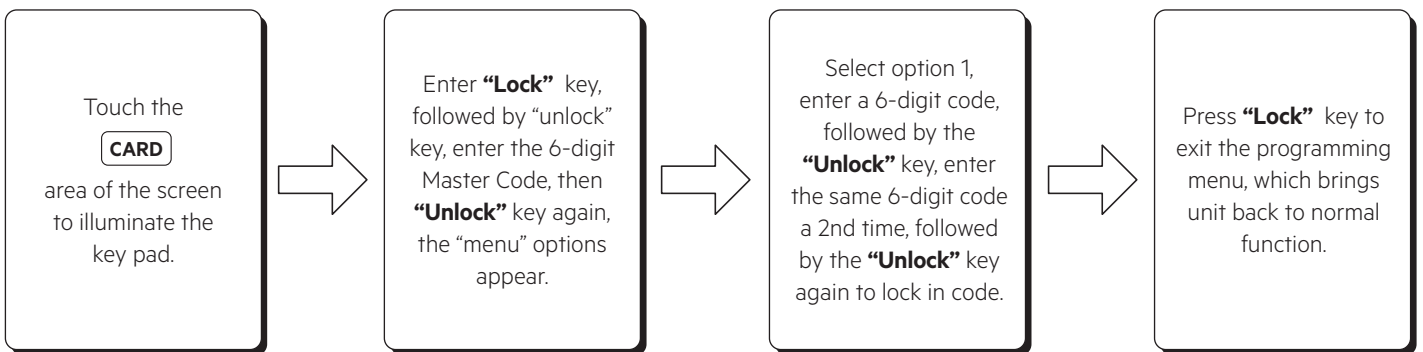 Touch the
CARD
area of the screen
to illuminate the
key pad.
Enter “Lock” key,
followed by “unlock”
key, enter the 6-digit
Master Code, then
“Unlock” key again,
the “menu” options
appear.
Select option 1,
enter a 6-digit code,
followed by the
“Unlock” key, enter
the same 6-digit code
a 2nd time, followed
by the “Unlock” key
again to lock in code.
Press “Lock” key to
exit the programming
menu, which brings
unit back to normal
function.